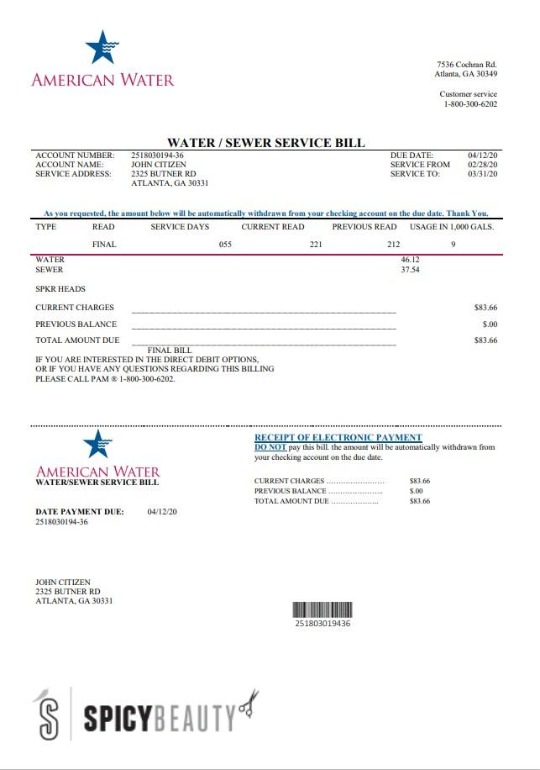 AMERICAN WATER
7536 Cochran Rd.
Atlanta, GA 30349
Customer service
1-800-300-6202
WATER / SEWER SERVICE BILL
ACCOUNT NUMBER: 2518030194-36 DUE DATE: 04/12/20
ACCOUNT NAME: JOHN CITIZEN SERVICE FROM 02/28/20
SERVICE ADDRESS: 2325 BUTNER RD SERVICE TO: 03/31/20
ATLANTA, GA 30331
As you requested, the amount below will be automatically withdrawn from your checking account on the due date. Thank You.
TYPE READ SERVICE DAYS CURRENT READ PREVIOUS READ USAGE IN 1,000 GALS.
FINAL 055 221 212 9
WATER 46.12
SEWER 37.54
SPKR HEADS
CURRENT CHARGES $83.66
PREVIOUS BALANCE $.00
TOTAL AMOUNT DUE $83.66
FINAL BILL
IF YOU ARE INTERESTED IN THE DIRECT DEBIT OPTIONS,
OR IF YOU HAVE ANY QUESTIONS REGARDING THIS BILLING
PLEASE CALL PAM ® 1-800-300-6202.
AMERICAN WATER
WATER/SEWER SERVICE BILL
DATE PAYMENT DUE: 04/12/20
2518030194-36
RECEIPT OF ELECTRONIC PAYMENT
DO NOT pay this bill. the amount will be automatically withdrawn from
your checking account on the due date.
CURRENT CHARGES ........................ $83.66
PREVIOUS BALANCE ...................... $.00
TOTAL AMOUNT DUE ................... $83.66
JOHN CITIZEN
2325 BUTNER RD
ATLANTA, GA 30331
251803019436
S SPICYBEAUTY